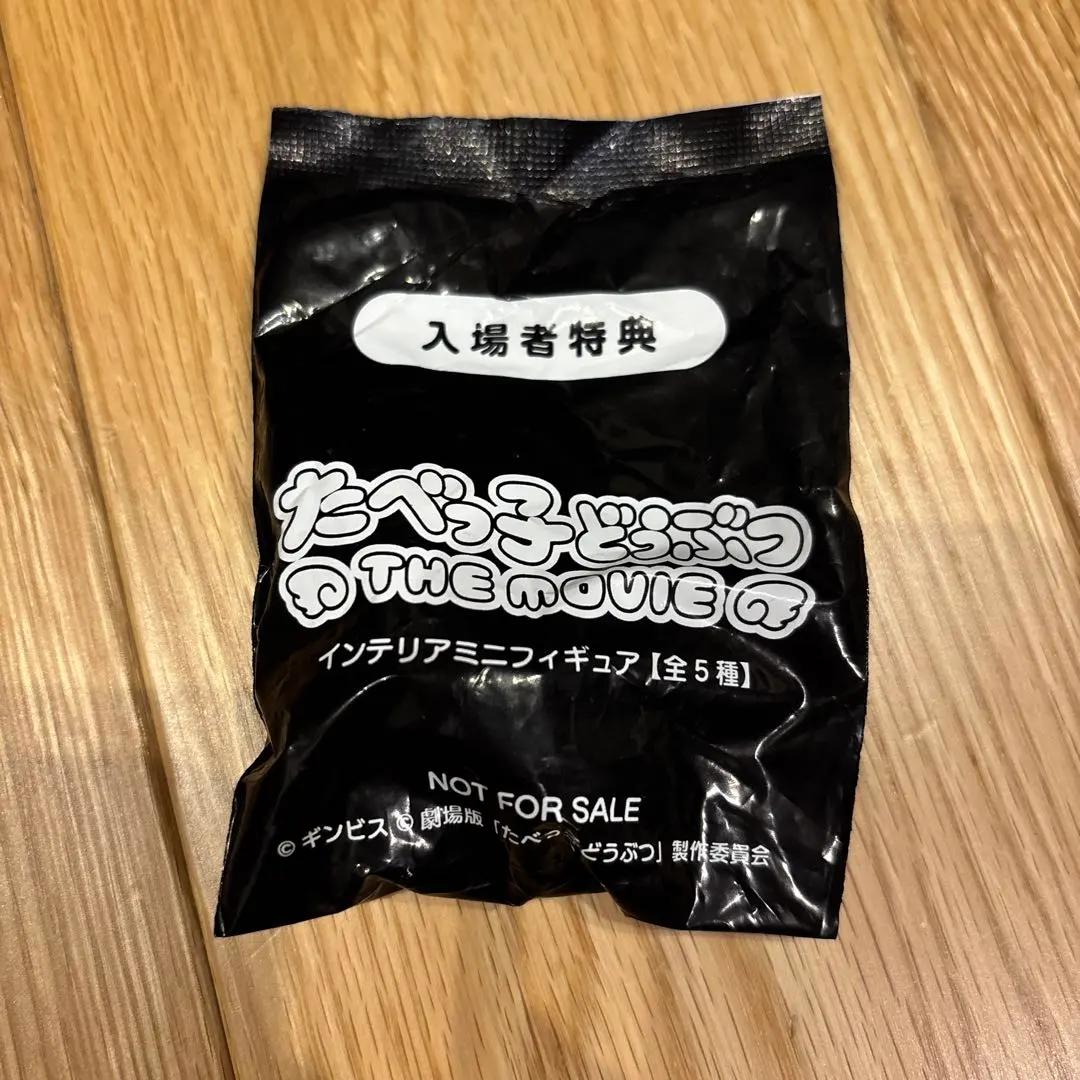 入場者特典
たべっ子どうぶつ
THE MOVIE
インテリアミニフィギュア【全5種】
NOT FOR SALE
© ギンビス © 劇場版「たべっ どうぶつ」製作委員会